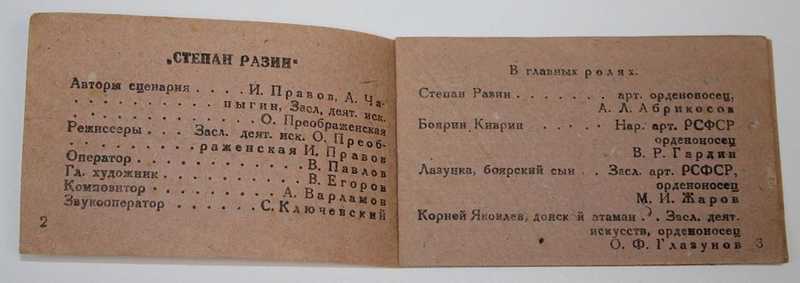 „СТЕПАН РАЗИН"
Авторы сценария . . . . И. Правов, А. Ча-
. . . . . . . . . . пыгин, Засл. деят. иск.
. . . . . . . . . . . . О. Преображенская
Режиссеры . . . Засл. деят. иск. О. Преоб-
. . . . . . . . . раженская И. Правов
Оператор . . . . . . . . . . . В. Павлов
Гл. художник . . . . . . . . . В. Егоров
Композитор . . . . . . . . А. Варламов
Звукооператор . . . . . . С. Ключевский
2
В главных ролях:
Степан Разин . . . . . . . арт. орденоносец,
А. Л. Абрикосов
Боярин Киврин . . . . . Нар. арт. РСФСР
орденоносец
В. Р. Гардин
Лазунка, боярский сын . . Засл. арт. РСФСР,
орденоносец
М. И. Жаров
Корней Яковлев, донской атаман . . Засл. деят.
искусств, орденоносец
О. Ф. Глазунов
3